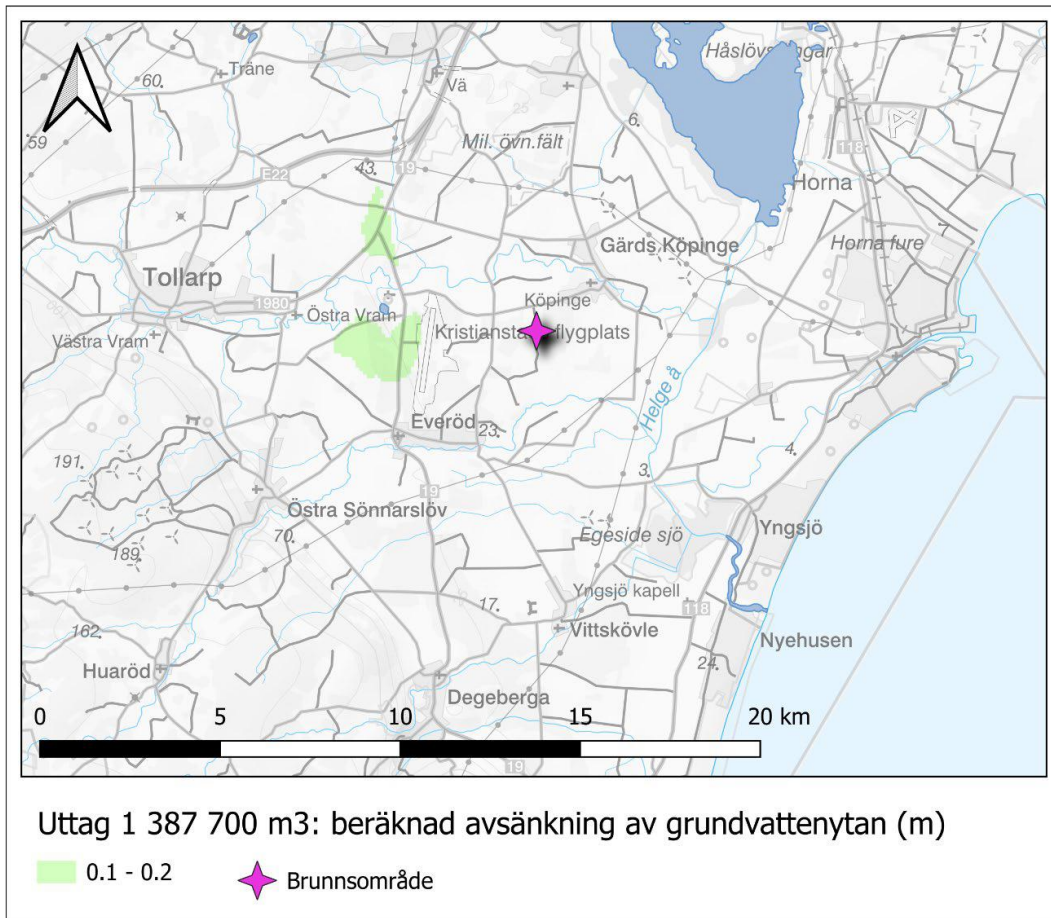 Håslövsängar
Träne
60.
Vä
25
Mil. övn.fält
6.
59
118
E22
43.
19
Horna
Gärds Köpinge
Horna fure
7.
Tollarp
1980
Östra Vram
Köpinge
Västra Vram
Kristianstads flygplats
Helge å
Everöd
23.
4.
191.
3.
19
Östra Sönnarslöv
Yngsjö
70.
Egeside sjö
189.
Yngsjö kapell
17.
118
162.
Vittskövle
Nyehusen
Huaröd
24.
Degeberga
0 5 10 15 20 km
19
Uttag 1 387 700 m3: beräknad avsänkning av grundvattenytan (m)
0.1 - 0.2
Brunnsområde